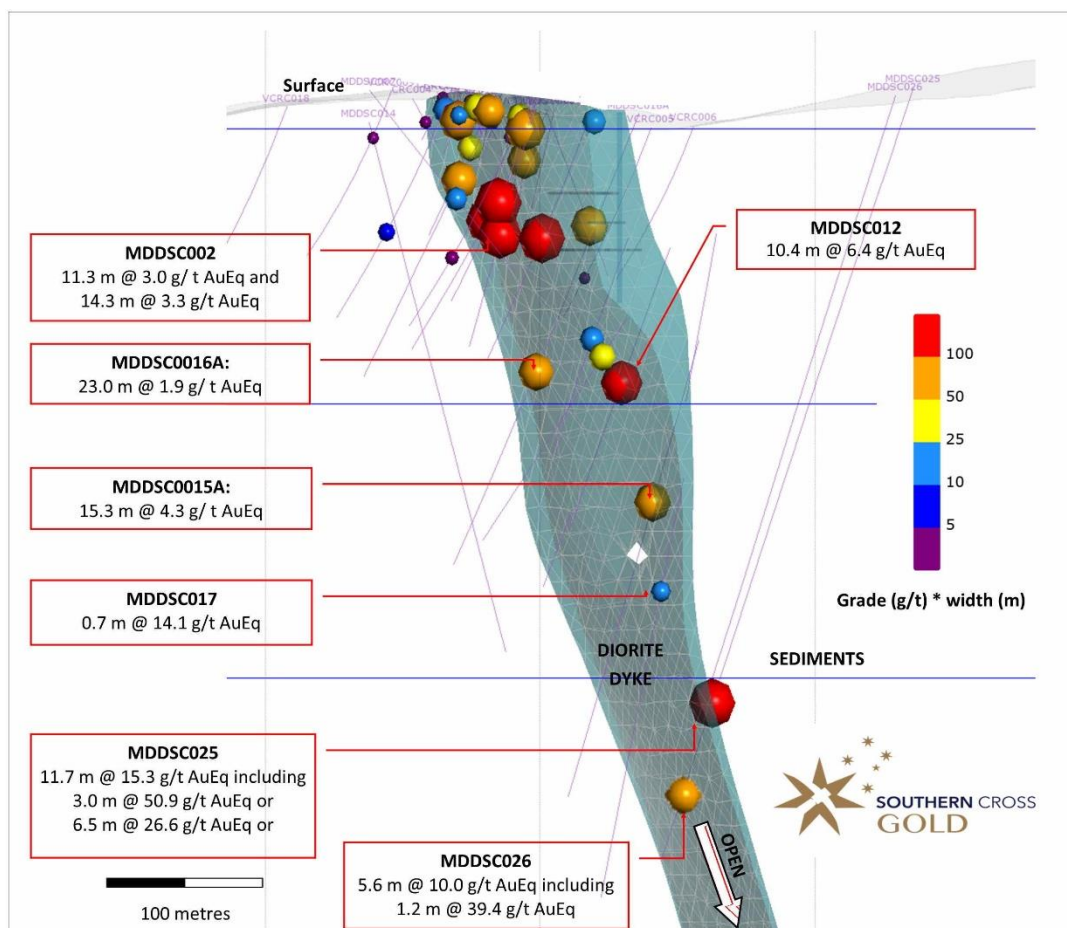 Surface
MDDSC025
MDDSC026
VCRC018
MDDSC014
MDDSC016A
VCRC005
VCRC006
MDDSC002
11.3 m @ 3.0 g/ t AuEq and
14.3 m @ 3.3 g/t AuEq
MDDSC012
10.4 m @ 6.4 g/t AuEq
MDDSC0016A:
23.0 m @ 1.9 g/ t AuEq
100
50
25
10
5
Grade (g/t) * width (m)
MDDSC0015A:
15.3 m @ 4.3 g/t AuEq
MDDSC017
0.7 m @ 14.1 g/t AuEq
DIORITE
DYKE
SEDIMENTS
MDDSC025
11.7 m @ 15.3 g/t AuEq including
3.0 m @ 50.9 g/t AuEq or
6.5 m @ 26.6 g/t AuEq or
SOUTHERN CROSS
GOLD
MDDSC026
5.6 m @ 10.0 g/t AuEq including
1.2 m @ 39.4 g/t AuEq
OPEN
100 metres